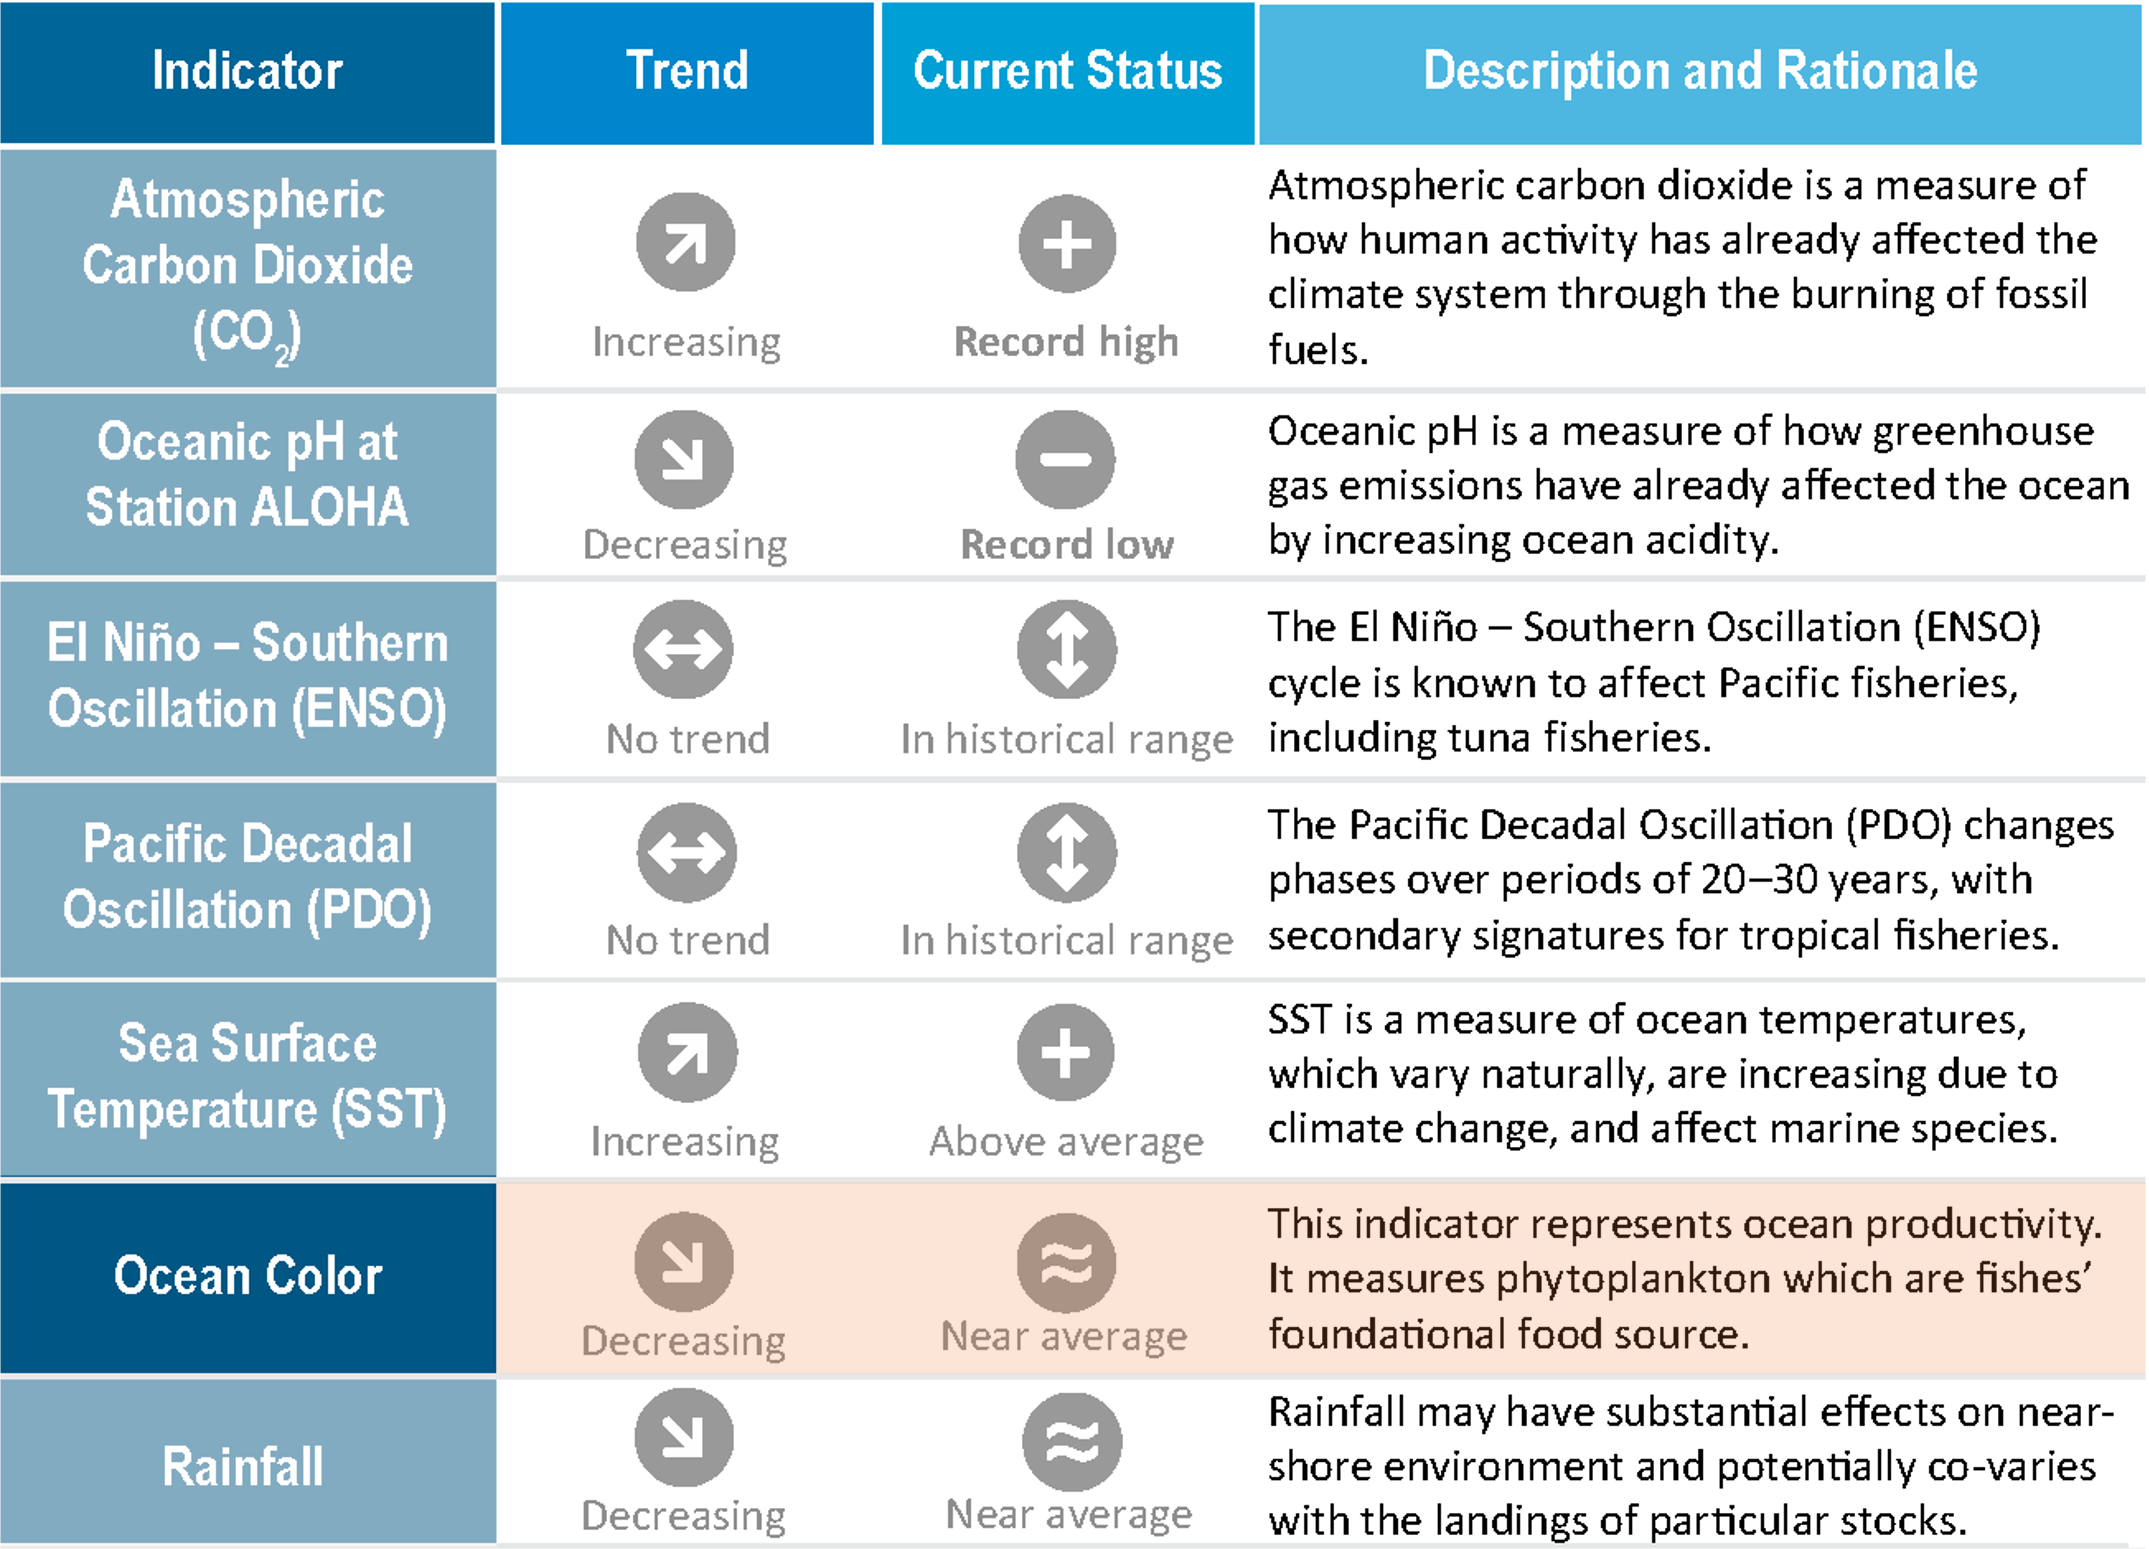 Indicator
Trend
Current Status
Description and Rationale
Atmospheric
Carbon Dioxide
(CO₂)
Increasing
Record high
Atmospheric carbon dioxide is a measure of
how human activity has already affected the
climate system through the burning of fossil
fuels.
Oceanic pH at
Station ALOHA
Decreasing
Record low
Oceanic pH is a measure of how greenhouse
gas emissions have already affected the ocean
by increasing ocean acidity.
El Niño – Southern
Oscillation (ENSO)
No trend
In historical range
The El Niño – Southern Oscillation (ENSO)
cycle is known to affect Pacific fisheries,
including tuna fisheries.
Pacific Decadal
Oscillation (PDO)
No trend
In historical range
The Pacific Decadal Oscillation (PDO) changes
phases over periods of 20–30 years, with
secondary signatures for tropical fisheries.
Sea Surface
Temperature (SST)
Increasing
Above average
SST is a measure of ocean temperatures,
which vary naturally, are increasing due to
climate change, and affect marine species.
Ocean Color
Decreasing
Near average
This indicator represents ocean productivity.
It measures phytoplankton which are fishes’
foundational food source.
Rainfall
Decreasing
Near average
Rainfall may have substantial effects on near-
shore environment and potentially co-varies
with the landings of particular stocks.